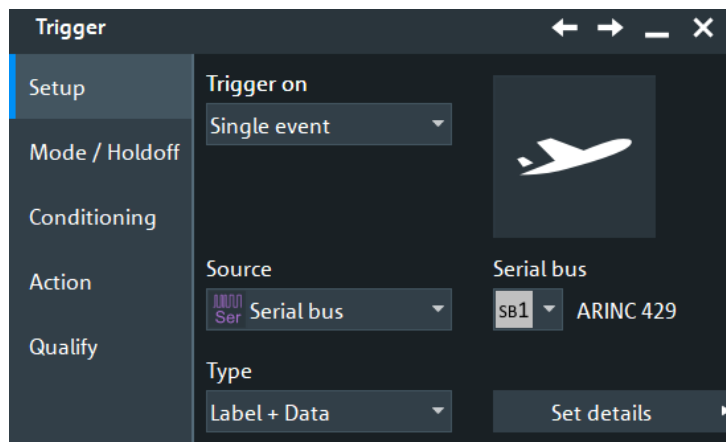 Trigger
Setup
Mode / Holdoff
Conditioning
Action
Qualify
Trigger on
Single event
Source
Serial bus
Ser Serial bus
SB1 ARINC 429
Type
Label + Data
Set details